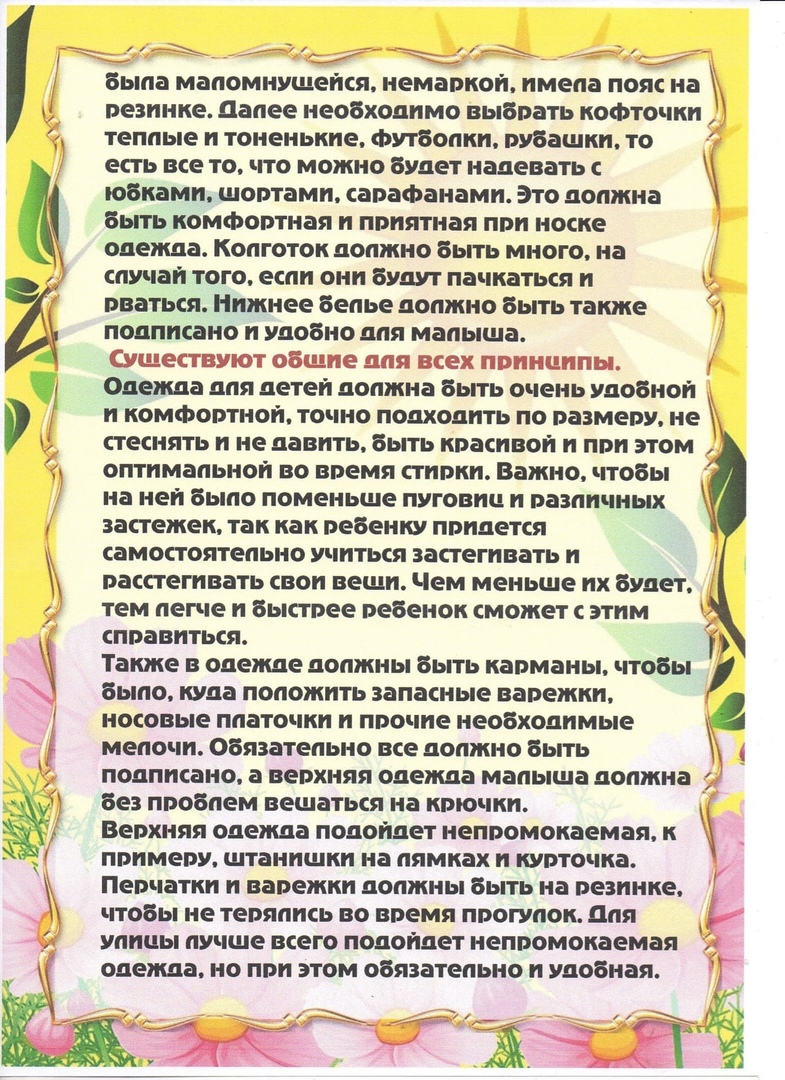 была маломнущейся, немаркой, имела пояс на
резинке. Далее необходимо выбрать кофточки
теплые и тоненькие, футболки, рубашки, то
есть все то, что можно будет надевать с
юбками, шортами, сарафанами. Это должна
быть комфортная и приятная при носке
одежда. Колготок должно быть много, на
случай того, если они будут пачкаться и
рваться. Нижнее белье должно быть также
подписано и удобно для малыша.
Существуют общие для всех принципы.
Одежда для детей должна быть очень удобной
и комфортной, точно подходить по размеру, не
стеснять и не давить, быть красивой и при этом
оптимальной во время стирки. Важно, чтобы
на ней было поменьше пуговиц и различных
застежек, так как ребенку придется
самостоятельно учиться застегивать и
расстегивать свои вещи. Чем меньше их будет,
тем легче и быстрее ребенок сможет с этим
справиться.
Также в одежде должны быть карманы, чтобы
было, куда положить запасные варежки,
носовые платочки и прочие необходимые
мелочи. Обязательно все должно быть
подписано, а верхняя одежда малыша должна
без проблем вешаться на крючки.
Верхняя одежда подойдет непромокаемая, к
примеру, штанишки на лямках и курточка.
Перчатки и варежки должны быть на резинке,
чтобы не терялись во время прогулок. Для
улицы лучше всего подойдет непромокаемая
одежда, но при этом обязательно и удобная.